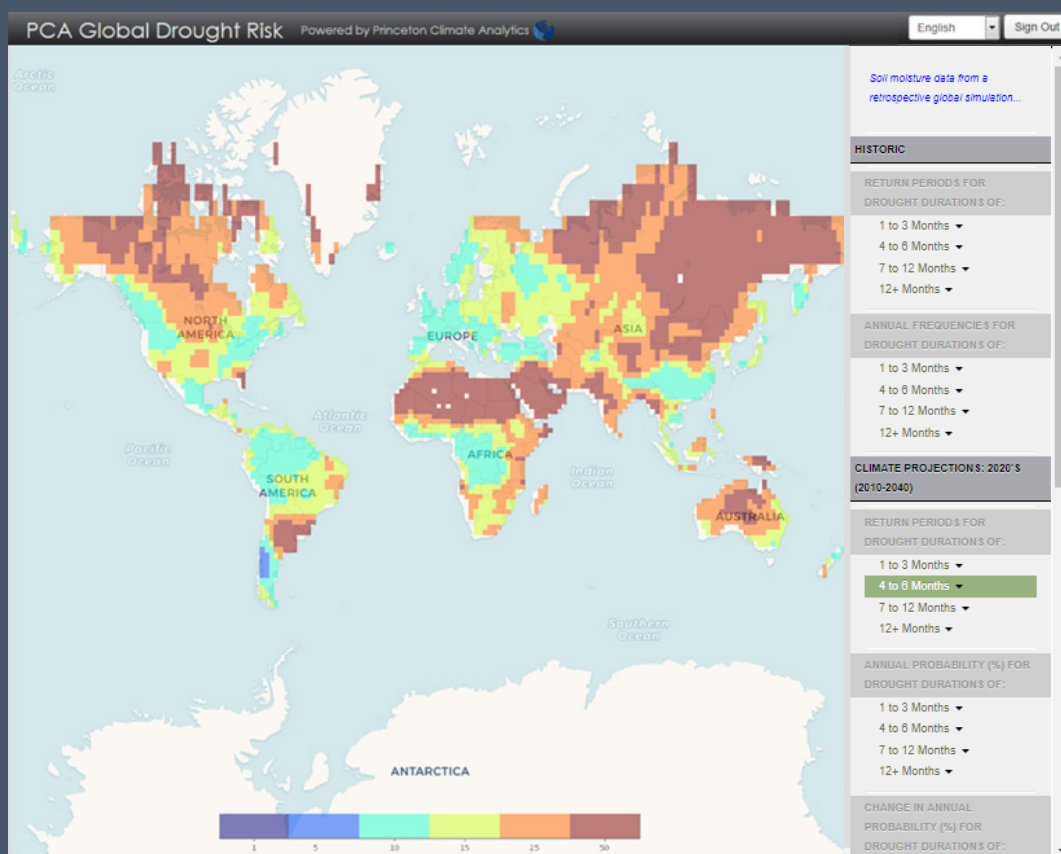 PCA Global Drought Risk Powered by Princeton Climate Analytics
English
Sign Out
Arctic
Ocean
NORTH
AMERICA
EUROPE
ASIA
Atlantic
Ocean
Pacific
Ocean
AFRICA
Indian
Ocean
SOUTH
AMERICA
AUSTRALIA
Southern
Ocean
ANTARCTICA
1 5 10 15 25 50
Soil moisture data from a
retrospective global simulation...
HISTORIC
RETURN PERIODS FOR
DROUGHT DURATIONS OF:
1 to 3 Months
4 to 6 Months
7 to 12 Months
12+ Months
ANNUAL FREQUENCIES FOR
DROUGHT DURATIONS OF:
1 to 3 Months
4 to 6 Months
7 to 12 Months
12+ Months
CLIMATE PROJECTIONS: 2020'S
(2010-2040)
RETURN PERIODS FOR
DROUGHT DURATIONS OF:
1 to 3 Months
4 to 6 Months
7 to 12 Months
12+ Months
ANNUAL PROBABILITY (%) FOR
DROUGHT DURATIONS OF:
1 to 3 Months
4 to 6 Months
7 to 12 Months
12+ Months
CHANGE IN ANNUAL
PROBABILITY (%) FOR
DROUGHT DURATIONS OF: